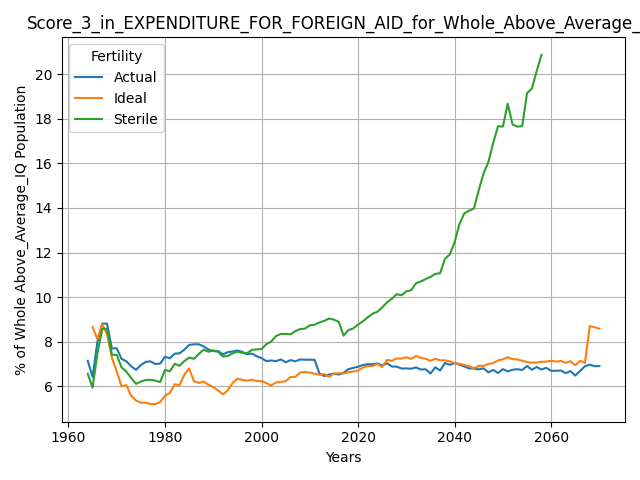 Score_3_in_EXPENDITURE_FOR_FOREIGN_AID_for_Whole_Above_Average_
Fertility
Actual
Ideal
Sterile
% of Whole Above_Average_IQ Population
20
18
16
14
12
10
8
6
1960
1980
2000
2020
2040
2060
Years